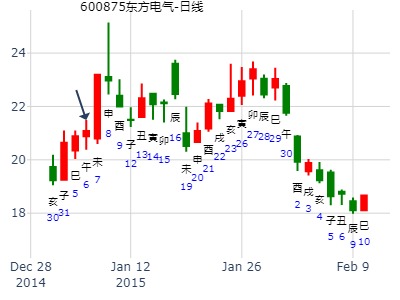 600875东方电气-日线
24
22
20
18
亥
30
子
31
巳
5
午
6
未
7
申
8
酉
9
子
12
丑
13
寅
14
卯
15
辰
16
未
19
申
20
酉
21
戌
22
亥
23
子
26
寅
27
卯
28
辰
29
巳
午
30
酉
2
戌
3
亥
4
子
5
丑
6
辰
9
巳
10
Dec 28
2014
Jan 12
2015
Jan 26
Feb 9